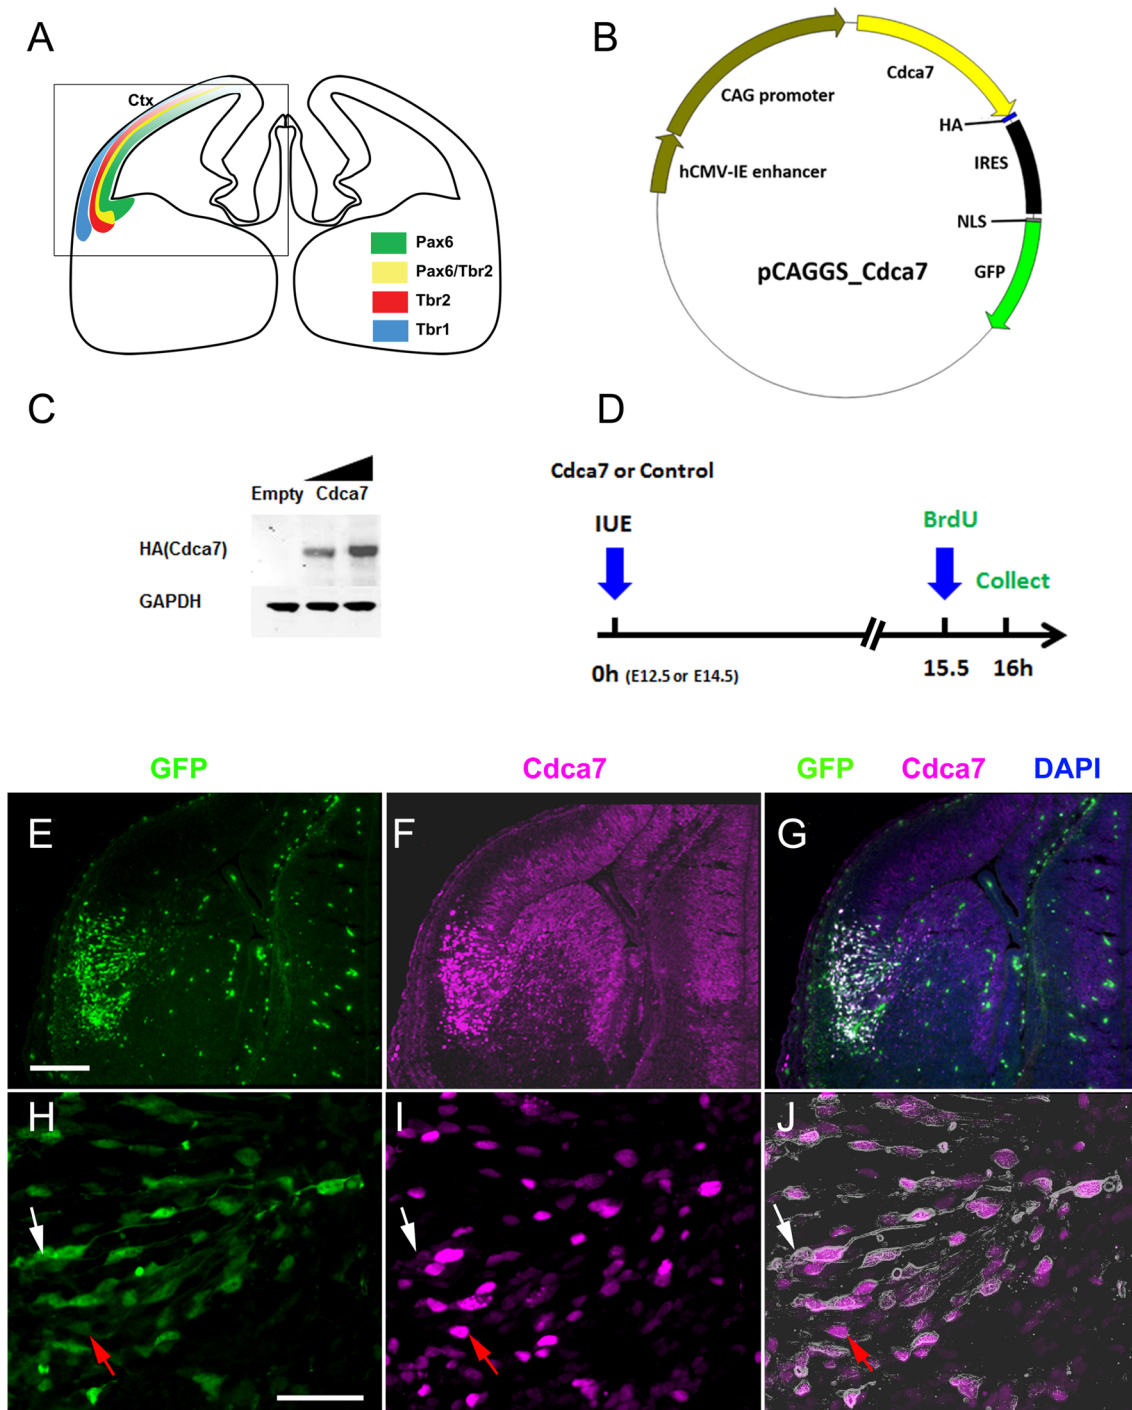 A
Ctx
Pax6
Pax6/Tbr2
Tbr2
Tbr1
B
Cdca7
CAG promoter
HA
hCMV-IE enhancer
IRES
NLS
pCAGGS_Cdca7
GFP
C
Empty Cdca7
HA(Cdca7)
GAPDH
D
Cdca7 or Control
IUE
BrdU
Collect
0h (E12.5 or E14.5)
15.5
16h
GFP
Cdca7
GFP Cdca7 DAPI
E
F
G
H
I
J